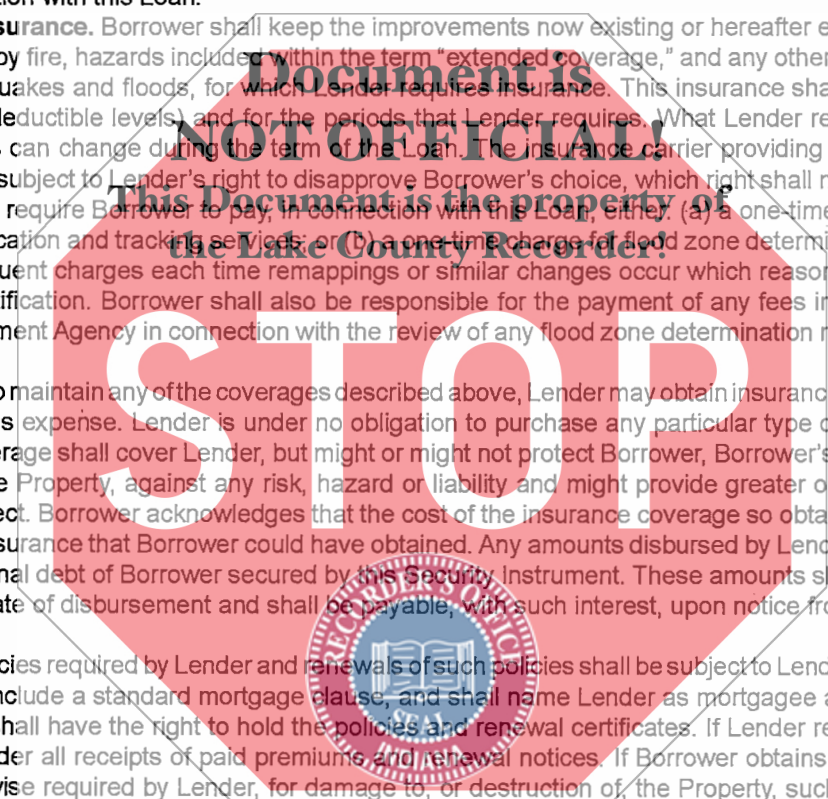 tion with this Loan.
surance. Borrower shall keep the improvements now existing or hereafter e
by fire, hazards included within the term "extended coverage," and any other
Document is
uakes and floods, for which Lender requires insurance. This insurance sha
deductible levels) and for the periods that Lender requires. What Lender re
NOT OFFICIAL!
s can change during the term of the Loan. The insurance carrier providing
subject to Lender's right to disapprove Borrower's choice, which right shall n
This Document is the property of
require Borrower to pay, in connection with this Loan, either: (a) a one-time
cation and tracking services; or (b) a one-time charge for flood zone determi
the Lake County Recorder!
uent charges each time remappings or similar changes occur which reason
ification. Borrower shall also be responsible for the payment of any fees im
ment Agency in connection with the review of any flood zone determination r
STOP
o maintain any of the coverages described above, Lender may obtain insuranc
s expense. Lender is under no obligation to purchase any particular type o
erage shall cover Lender, but might or might not protect Borrower, Borrower's
e Property, against any risk, hazard or liability and might provide greater o
ect. Borrower acknowledges that the cost of the insurance coverage so obta
surance that Borrower could have obtained. Any amounts disbursed by Lend
nal debt of Borrower secured by this Security Instrument. These amounts sh
ate of disbursement and shall be payable, with such interest, upon notice fro
RECORDER'S OFFICE
cies required by Lender and renewals of such policies shall be subject to Lend
nclude a standard mortgage clause, and shall name Lender as mortgagee a
SEAL
hall have the right to hold the policies and renewal certificates. If Lender re
INDIANA
der all receipts of paid premiums and renewal notices. If Borrower obtains
vise required by Lender, for damage to, or destruction of, the Property, such